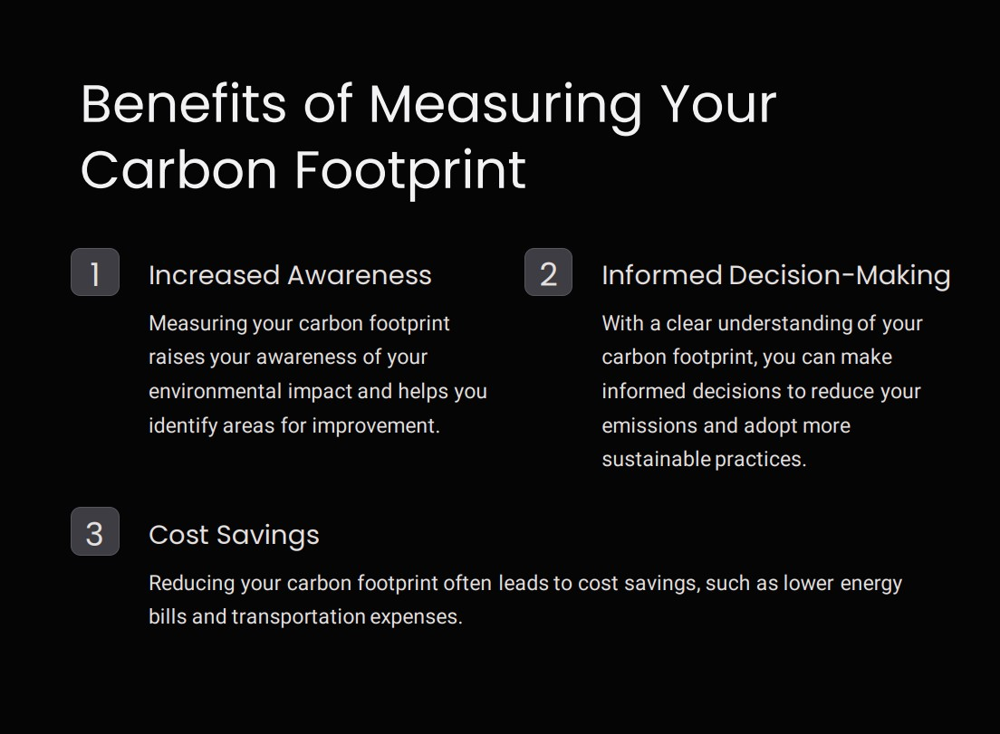 Benefits of Measuring Your
Carbon Footprint
1
Increased Awareness
Measuring your carbon footprint
raises your awareness of your
environmental impact and helps you
identify areas for improvement.
2
Informed Decision-Making
With a clear understanding of your
carbon footprint, you can make
informed decisions to reduce your
emissions and adopt more
sustainable practices.
3
Cost Savings
Reducing your carbon footprint often leads to cost savings, such as lower energy
bills and transportation expenses.